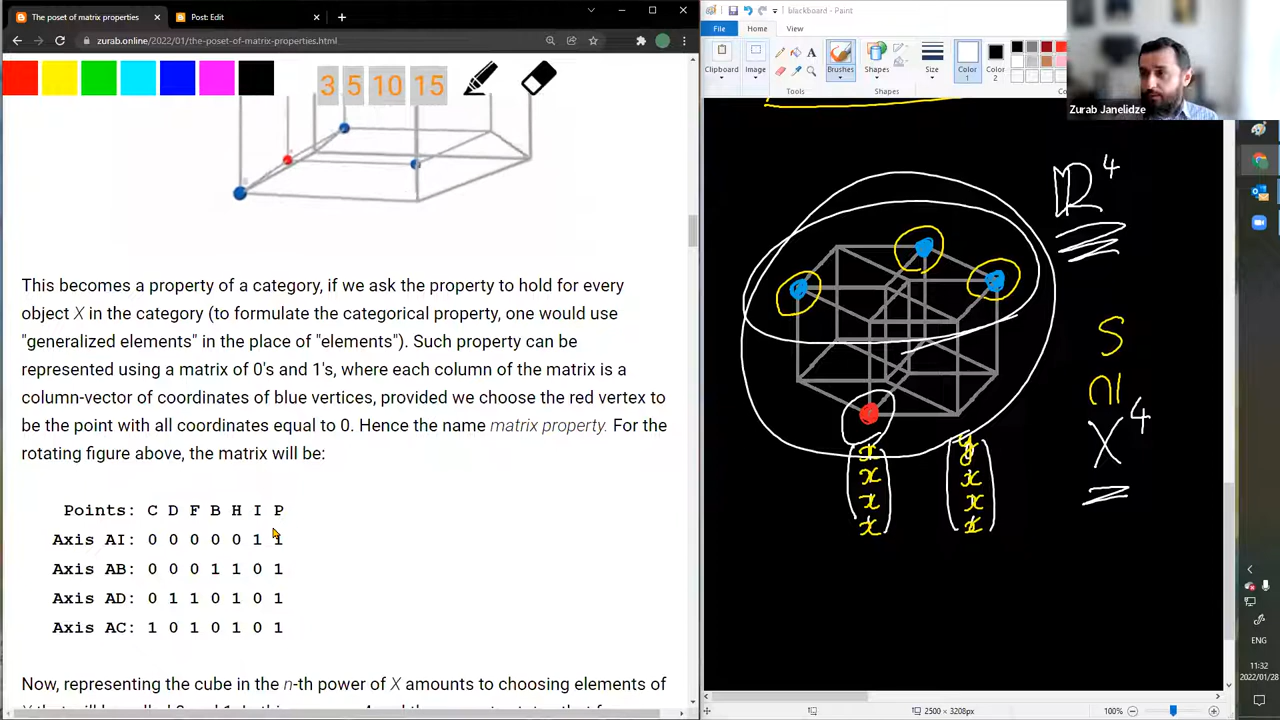 The poset of matrix properties
Post: Edit
zurab.online/2022/01/the-poset-of-matrix-properties.html
3 5 10 15
This becomes a property of a category, if we ask the property to hold for every
object X in the category (to formulate the categorical property, one would use
"generalized elements" in the place of "elements"). Such property can be
represented using a matrix of 0's and 1's, where each column of the matrix is a
column-vector of coordinates of blue vertices, provided we choose the red vertex to
be the point with all coordinates equal to 0. Hence the name matrix property. For the
rotating figure above, the matrix will be:
Points: C D F B H I P
Axis AI: 0 0 0 0 0 1 1
Axis AB: 0 0 0 1 1 0 1
Axis AD: 0 1 1 0 1 0 1
Axis AC: 1 0 1 0 1 0 1
Now, representing the cube in the n-th power of X amounts to choosing elements of
blackboard - Paint
File Home View
Clipboard
Image
Tools
Brushes
Shapes
Size
Color 1
Color 2
Shapes
Colors
Zurab Janelidze
ℝ⁴
S
X⁴
x
x
x
x
y
x
x
x
2500 × 3208px
100%
ENG
11:32
2022/01/28